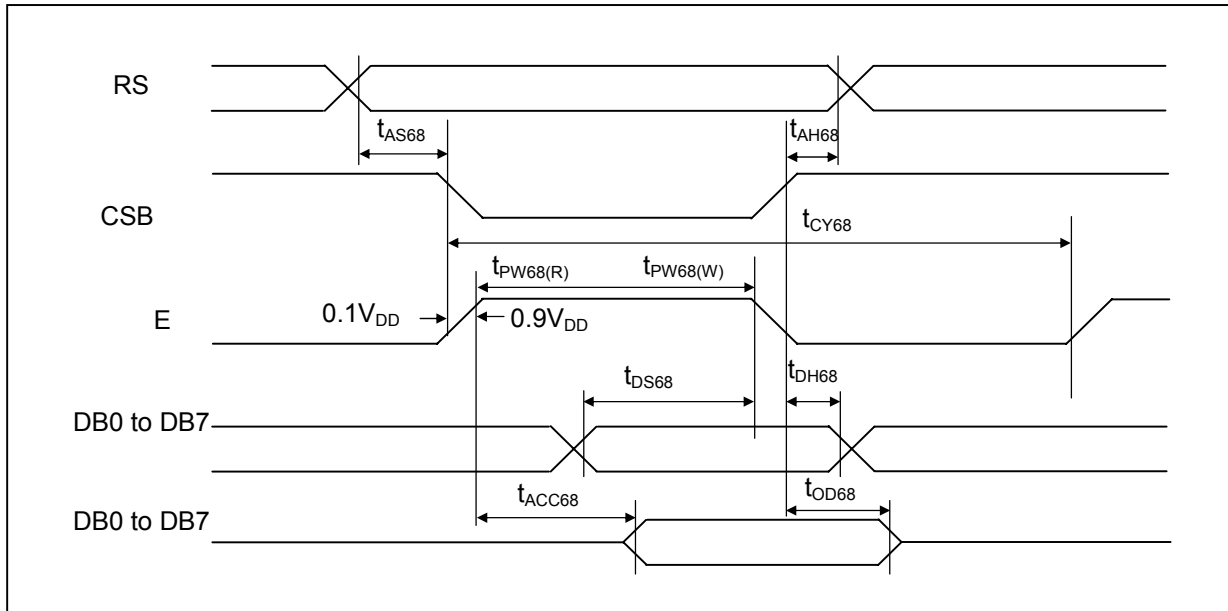 RS
tAS68
tAH68
CSB
tCY68
tPW68(R)
tPW68(W)
E
0.1VDD
0.9VDD
tDS68
tDH68
DB0 to DB7
tACC68
tOD68
DB0 to DB7